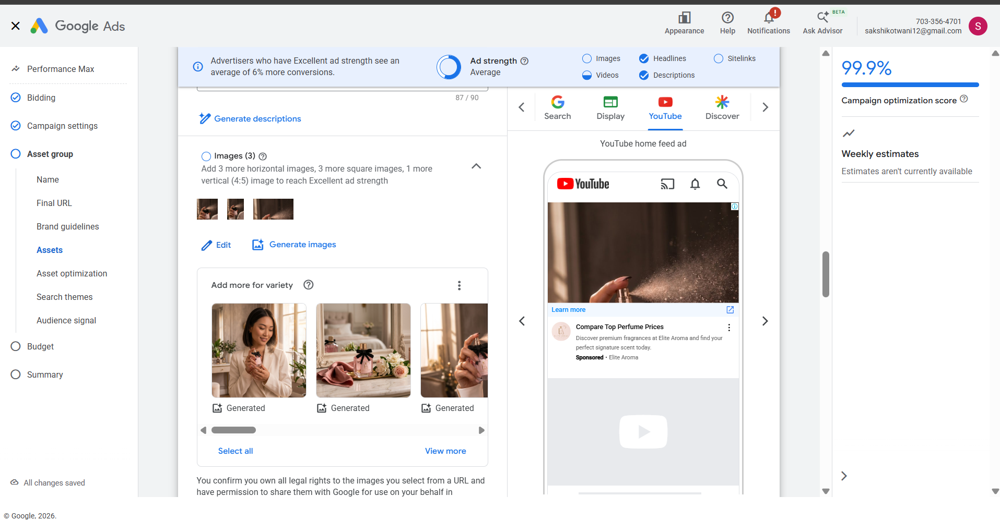 Google Ads
Appearance
Help
Notifications
Ask Advisor
BETA
703-356-4701
sakshikotwani12@gmail.com
S
Performance Max
Bidding
Campaign settings
Asset group
Name
Final URL
Brand guidelines
Assets
Asset optimization
Search themes
Audience signal
Budget
Summary
All changes saved
Advertisers who have Excellent ad strength see an
average of 6% more conversions.
Ad strength
Average
Images
Headlines
Sitelinks
Videos
Descriptions
87 / 90
Generate descriptions
Images (3)
Add 3 more horizontal images, 3 more square images, 1 more
vertical (4:5) image to reach Excellent ad strength
Edit
Generate images
Add more for variety
Generated
Generated
Generated
Select all
View more
You confirm you own all legal rights to the images you select from a URL and
have permission to share them with Google for use on your behalf in
Search
Display
YouTube
Discover
YouTube home feed ad
YouTube
Learn more
Compare Top Perfume Prices
Discover premium fragrances at Elite Aroma and find your
perfect signature scent today.
Sponsored · Elite Aroma
99.9%
Campaign optimization score
Weekly estimates
Estimates aren't currently available
© Google, 2026.